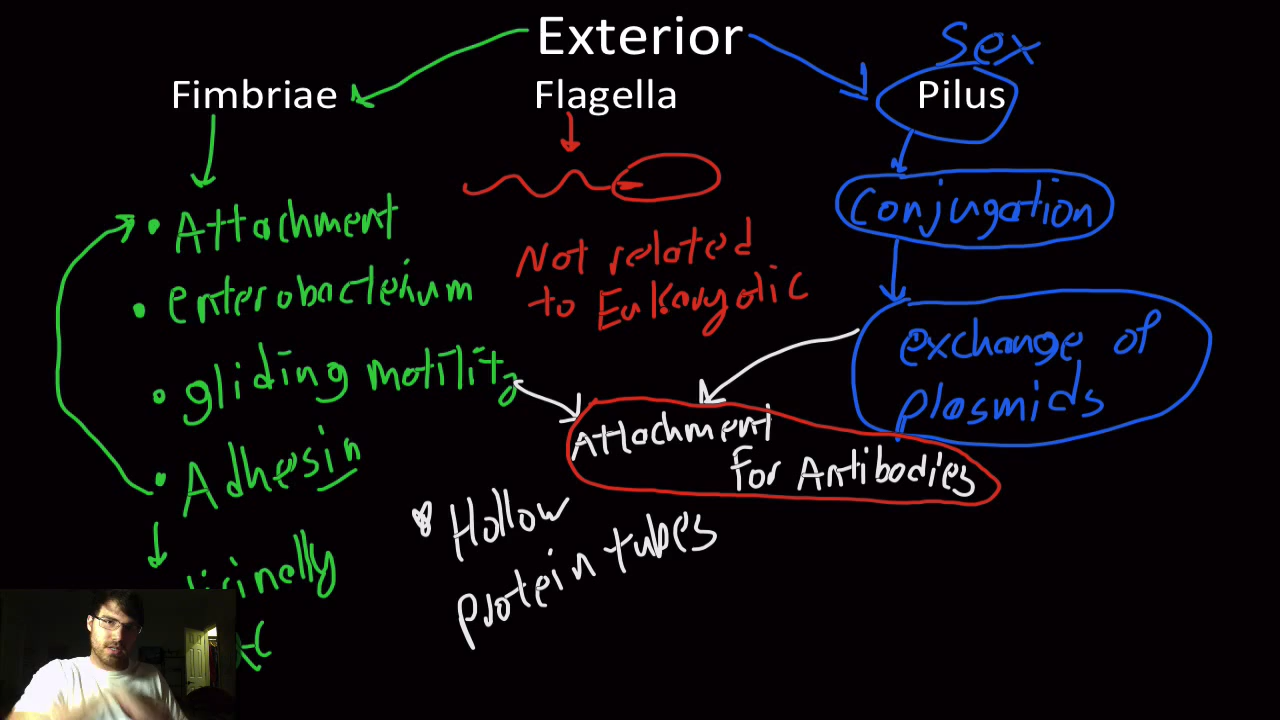 Exterior
Sex
Fimbriae
Flagella
Pilus
• Attachment
• enterobacterium
• gliding motility
• Adhesin
Not related
to Eukaryotic
Conjugation
exchange of
plasmids
Attachment
for Antibodies
* Hollow
protein tubes